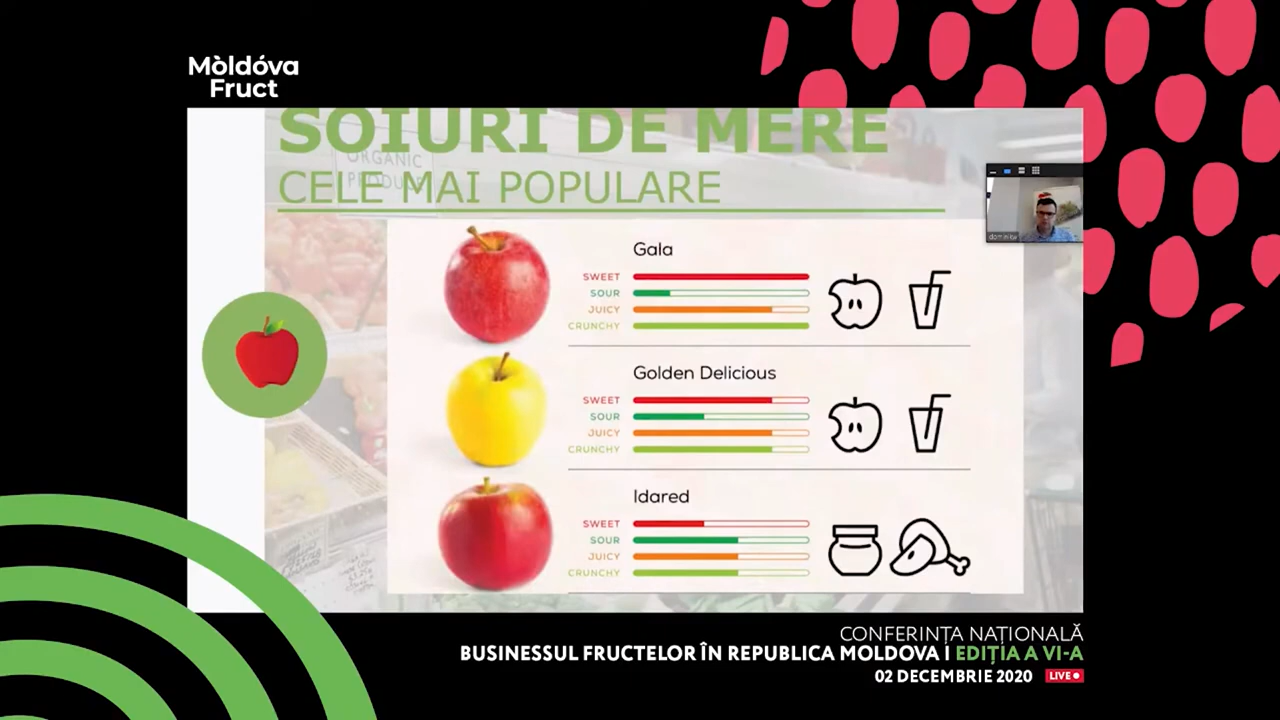 Mòldóva
Fruct
SOIURI DE MERE
ORGANIC
CELE MAI POPULARE
Gala
SWEET
SOUR
JUICY
CRUNCHY
Golden Delicious
SWEET
SOUR
JUICY
CRUNCHY
Idared
SWEET
SOUR
JUICY
CRUNCHY
CONFERINȚA NAȚIONALĂ
BUSINESSUL FRUCTELOR ÎN REPUBLICA MOLDOVA I EDIȚIA A VI-A
02 DECEMBRIE 2020 LIVE